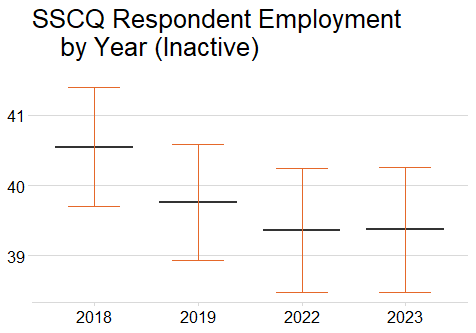 SSCQ Respondent Employment
by Year (Inactive)
41
40
39
2018 2019 2022 2023